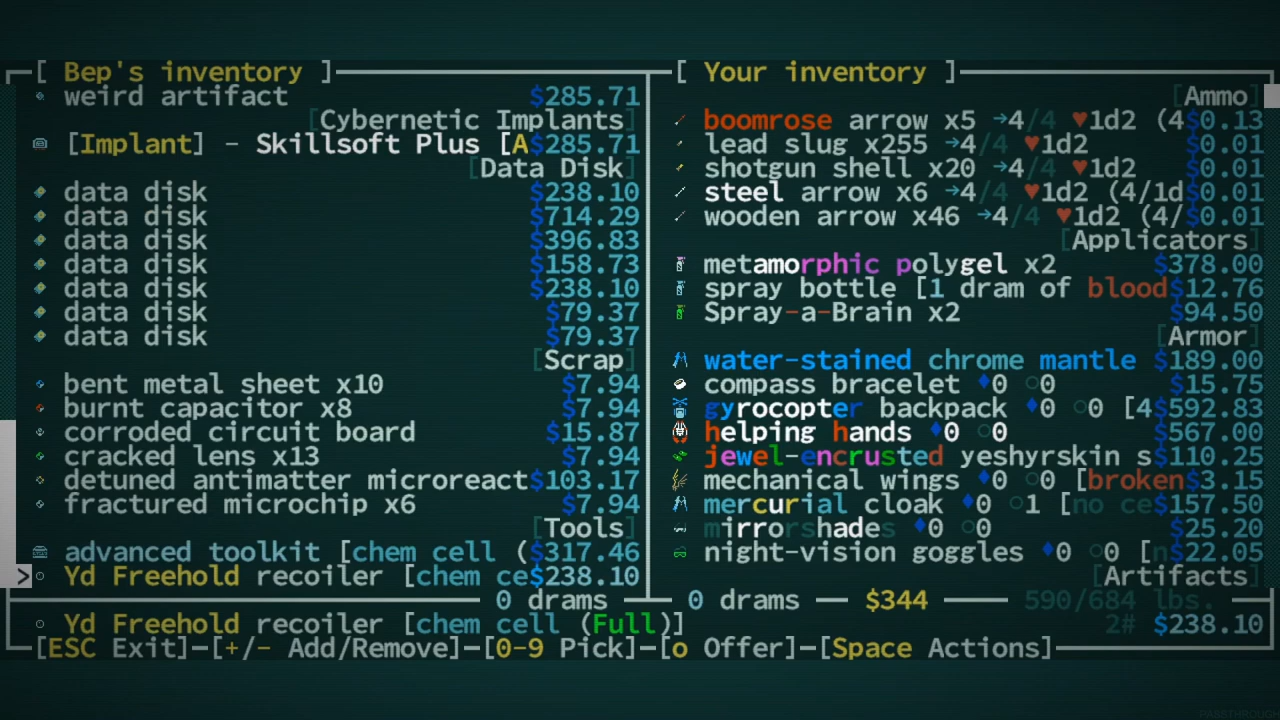 [ Bep's inventory ]
weird artifact $285.71
[Cybernetic Implants]
[Implant] - Skillsoft Plus [A$285.71
[Data Disk]
data disk $238.10
data disk $714.29
data disk $396.83
data disk $158.73
data disk $238.10
data disk $79.37
data disk $79.37
[Scrap]
bent metal sheet x10 $7.94
burnt capacitor x8 $7.94
corroded circuit board $15.87
cracked lens x13 $7.94
detuned antimatter microreact$103.17
fractured microchip x6 $7.94
[Tools]
advanced toolkit [chem cell ($317.46
> Yd Freehold recoiler [chem ce$238.10
0 drams
[ Your inventory ]
[Ammo]
boomrose arrow x5 →4/4 ♥1d2 (4$0.13
lead slug x255 →4/4 ♥1d2 $0.01
shotgun shell x20 →4/4 ♥1d2 $0.01
steel arrow x6 →4/4 ♥1d2 (4/1d$0.01
wooden arrow x46 →4/4 ♥1d2 (4/$0.01
[Applicators]
metamorphic polygel x2 $378.00
spray bottle [1 dram of blood$12.76
Spray-a-Brain x2 $94.50
[Armor]
water-stained chrome mantle $189.00
compass bracelet ♦0 ○0 $15.75
gyrocopter backpack ♦0 ○0 [4$592.83
helping hands ♦0 ○0 $567.00
jewel-encrusted yeshyrskin s$110.25
mechanical wings ♦0 ○0 [broken$3.15
mercurial cloak ♦0 ○1 [no ce$157.50
mirrorshades ♦0 ○0 $25.20
night-vision goggles ♦0 ○0 [n$22.05
[Artifacts]
0 drams — $344 — 590/684 lbs.
Yd Freehold recoiler [chem cell (Full)] 2# $238.10
[ESC Exit]-[+/- Add/Remove]-[0-9 Pick]-[o Offer]-[Space Actions]